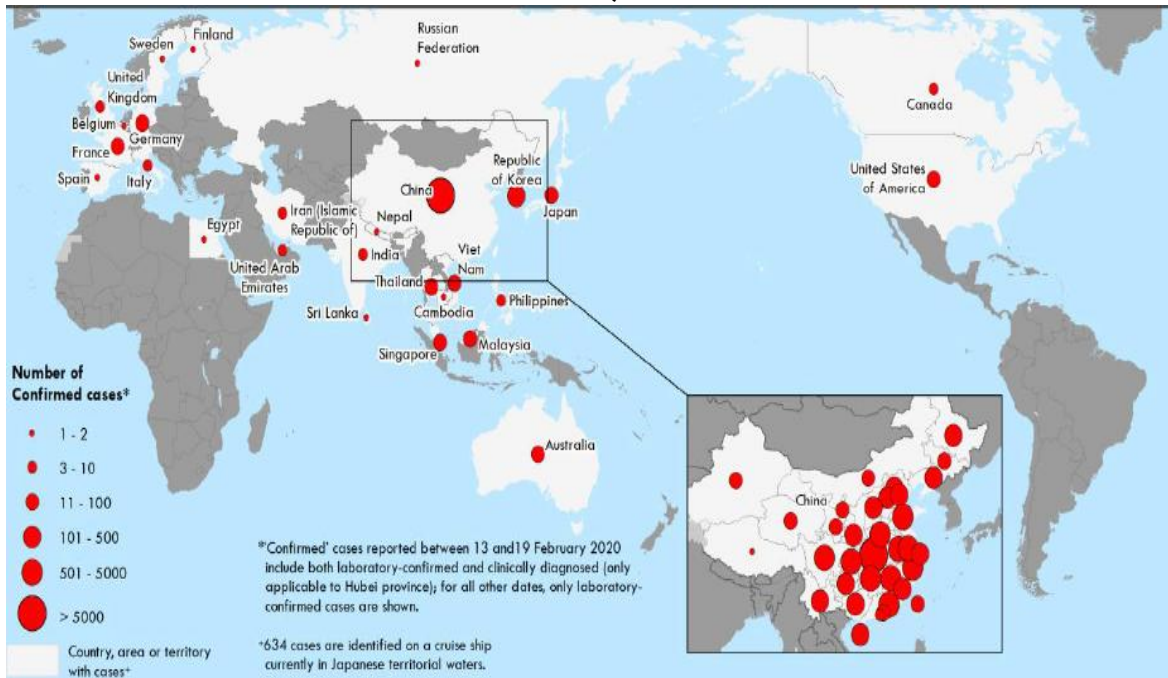 Finland
Sweden
Russian
Federation
United
Kingdom
Belgium
Germany
France
Spain
Italy
Canada
United States
of America
China
Republic
of Korea
Japan
Iran (Islamic
Republic of)
Nepal
Egypt
India
United Arab
Emirates
Viet
Nam
Thailand
Sri Lanka
Cambodia
Philippines
Singapore
Malaysia
Australia
China
Number of
Confirmed cases*
1 - 2
3 - 10
11 - 100
101 - 500
501 - 5000
> 5000
Country, area or territory
with cases⁺
*'Confirmed' cases reported between 13 and19 February 2020
include both laboratory-confirmed and clinically diagnosed (only
applicable to Hubei province); for all other dates, only laboratory-
confirmed cases are shown.
⁺634 cases are identified on a cruise ship
currently in Japanese territorial waters.